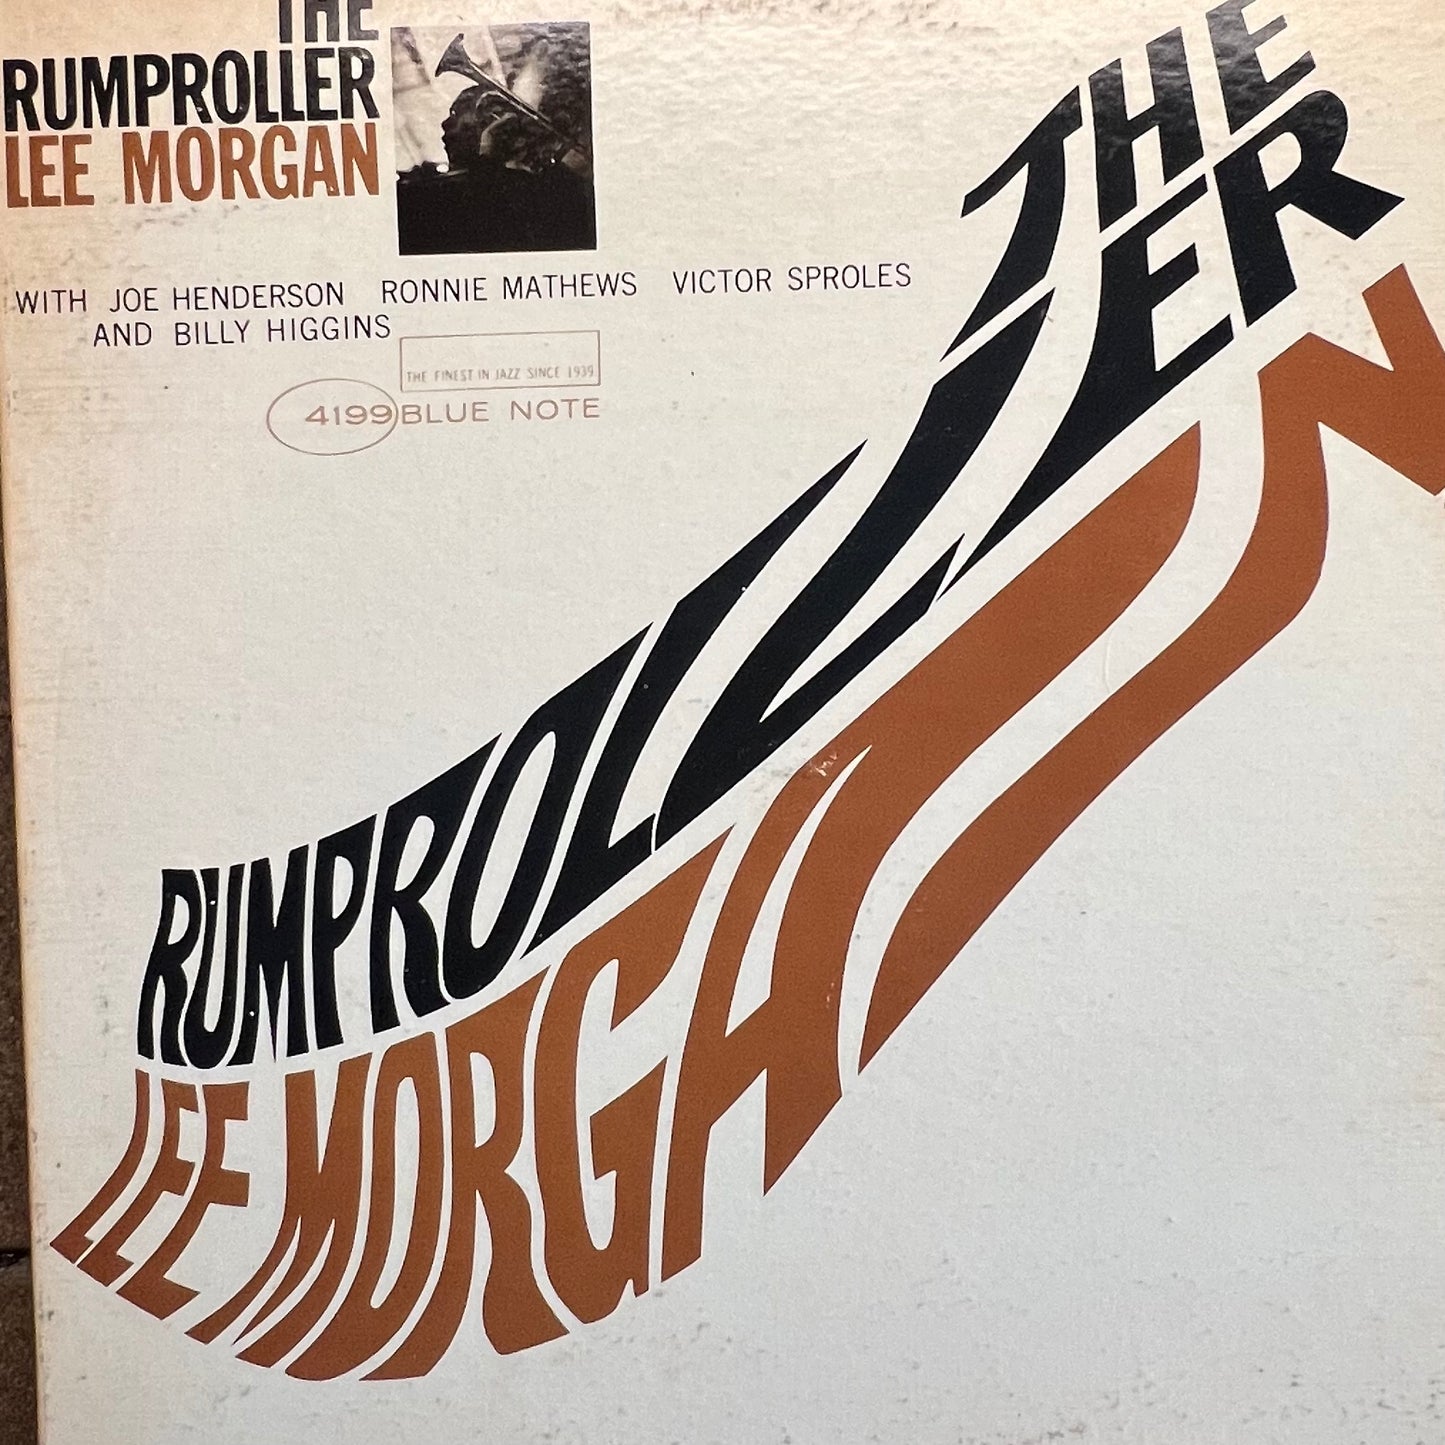 THE
RUMPROLLER
LEE MORGAN
WITH JOE HENDERSON RONNIE MATHEWS VICTOR SPROLES
AND BILLY HIGGINS
THE FINEST IN JAZZ SINCE 1939
4199 BLUE NOTE
THE
RUMPROLLER
LEE MORGAN